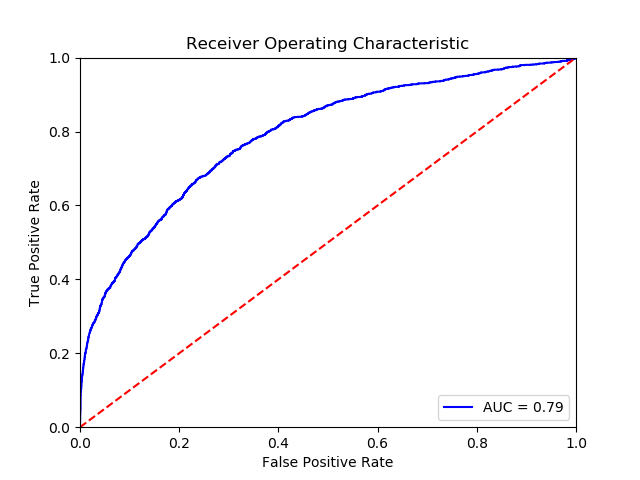 Receiver Operating Characteristic
1.0
0.8
0.6
0.4
0.2
0.0
True Positive Rate
AUC = 0.79
0.0 0.2 0.4 0.6 0.8 1.0
False Positive Rate